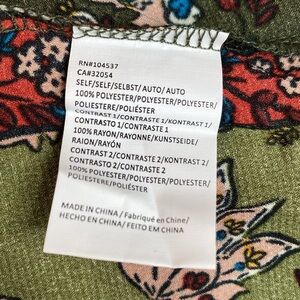 RN#104537
CA#32054
SELF/SELF/SELBST/AUTO/ AUTO
100% POLYESTER/POLYESTER/POLYESTER/
POLIESTERE/POLIÉSTER
CONTRAST 1/CONTRASTE 1/KONTRAST 1/
CONTRASTO 1/CONTRASTE 1
100% RAYON/RAYONNE/KUNSTSEIDE/
RAION/RAYÓN
CONTRAST 2/CONTRASTE 2/KONTRAST 2/
CONTRASTO 2/CONTRASTE 2
100% POLYESTER/POLYESTER/POLYESTER/
POLIESTERE/POLIÉSTER
MADE IN CHINA / Fabriqué en Chine/
HECHO EN CHINA / FEITO EM CHINA